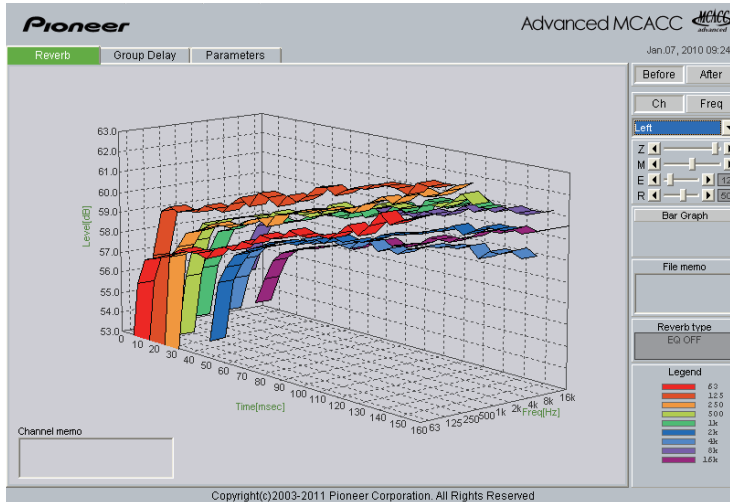 Pioneer
Advanced MCACC MCACC advanced
Reverb Group Delay Parameters
Jan.07, 2010 09:24
Before After
Ch Freq
Left
Z
M
E 12
R
Bar Graph
File memo
Reverb type
EQ OFF
Legend
63
125
250
500
1k
2k
4k
8k
16k
63.0
62.0
61.0
60.0
59.0
58.0
57.0
56.0
55.0
54.0
53.0
Level[dB]
0 10 20 30 40 50 60 70 80 90 100 110 120 130 140 150 160
Time[msec]
63 125 250 500 1k 2k 4k 8k 16k
Freq[Hz]
Channel memo
Copyright(c)2003-2011 Pioneer Corporation. All Rights Reserved